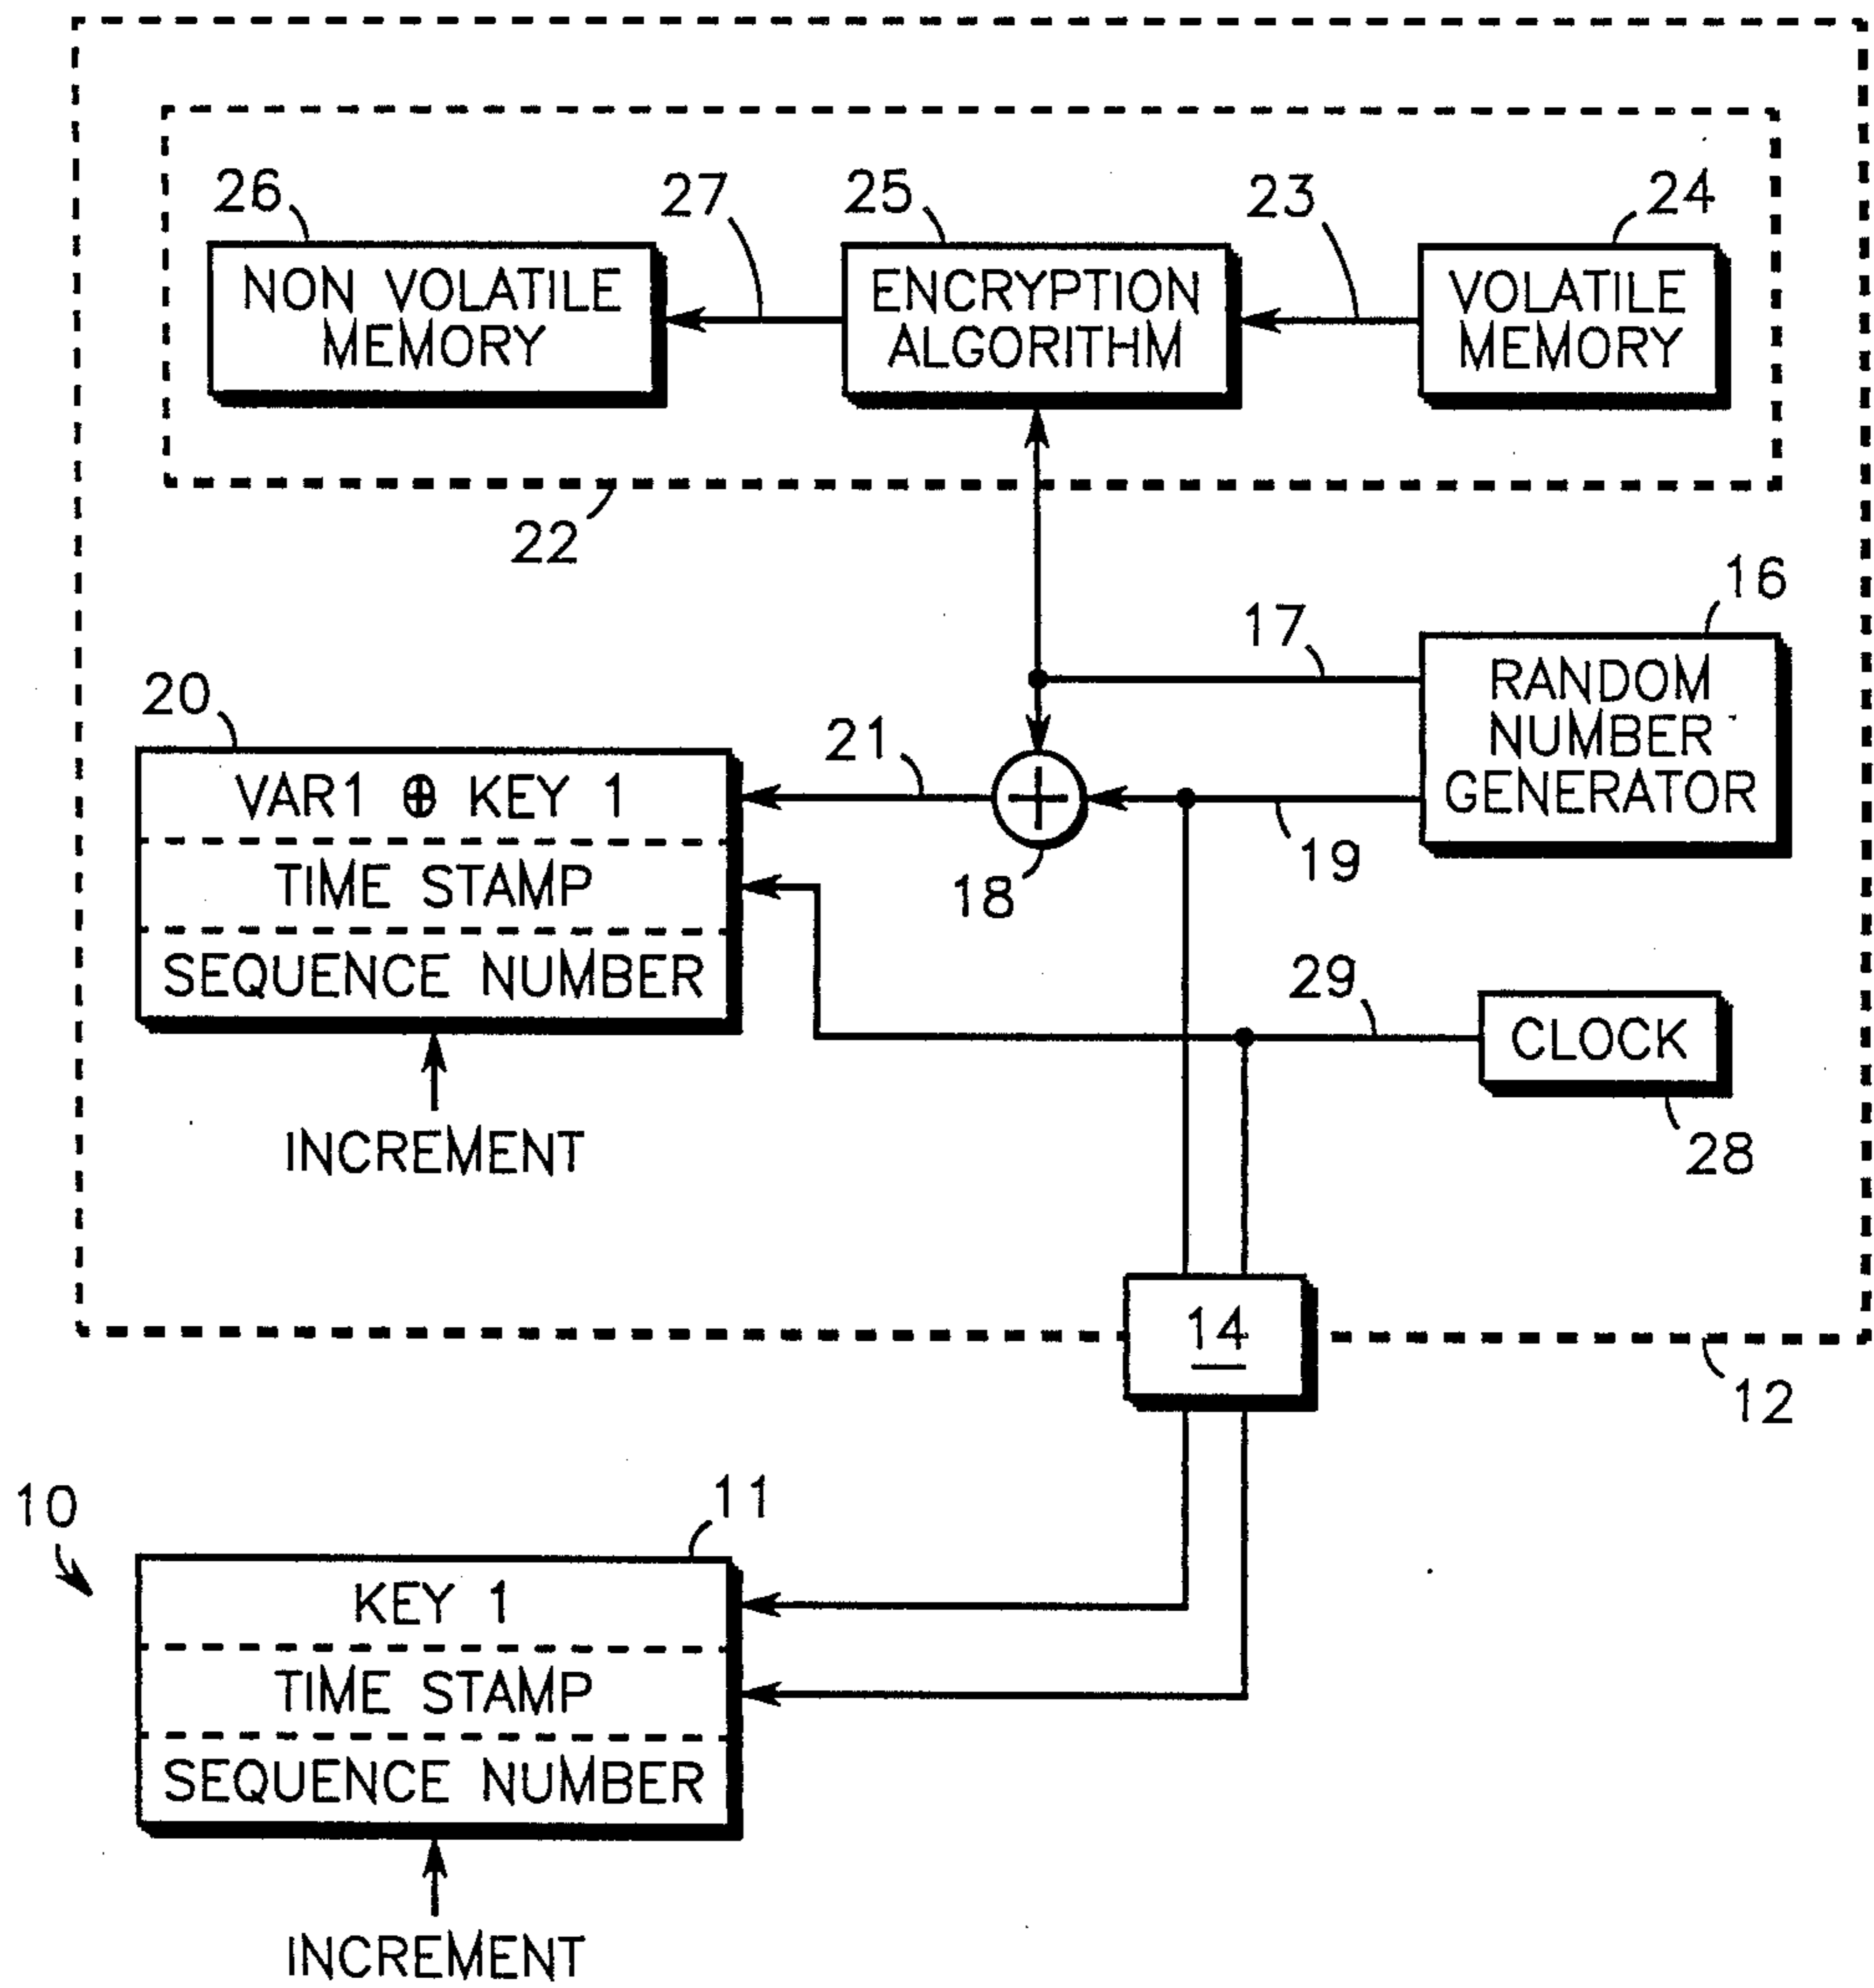 26
27
25
23
24
NON VOLATILE
MEMORY
ENCRYPTION
ALGORITHM
VOLATILE
MEMORY
22
16
17
RANDOM
NUMBER
GENERATOR
20
21
VAR1 ⊕ KEY 1
TIME STAMP
SEQUENCE NUMBER
18
19
29
CLOCK
28
INCREMENT
14
12
10
11
KEY 1
TIME STAMP
SEQUENCE NUMBER
INCREMENT